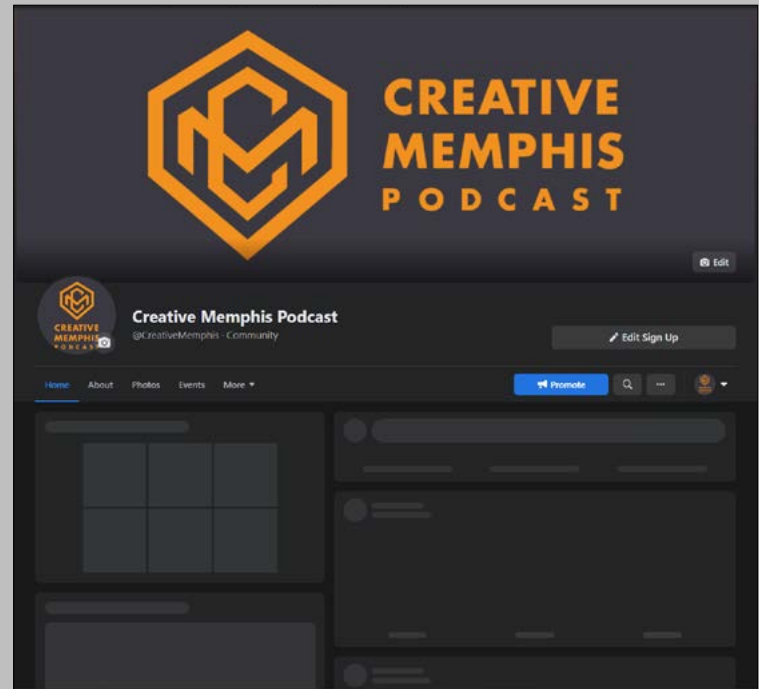 CREATIVE
MEMPHIS
PODCAST
Edit
CREATIVE
MEMPHIS
PODCAST
Creative Memphis Podcast
@CreativeMemphis · Community
Edit Sign Up
Home About Photos Events More
Promote